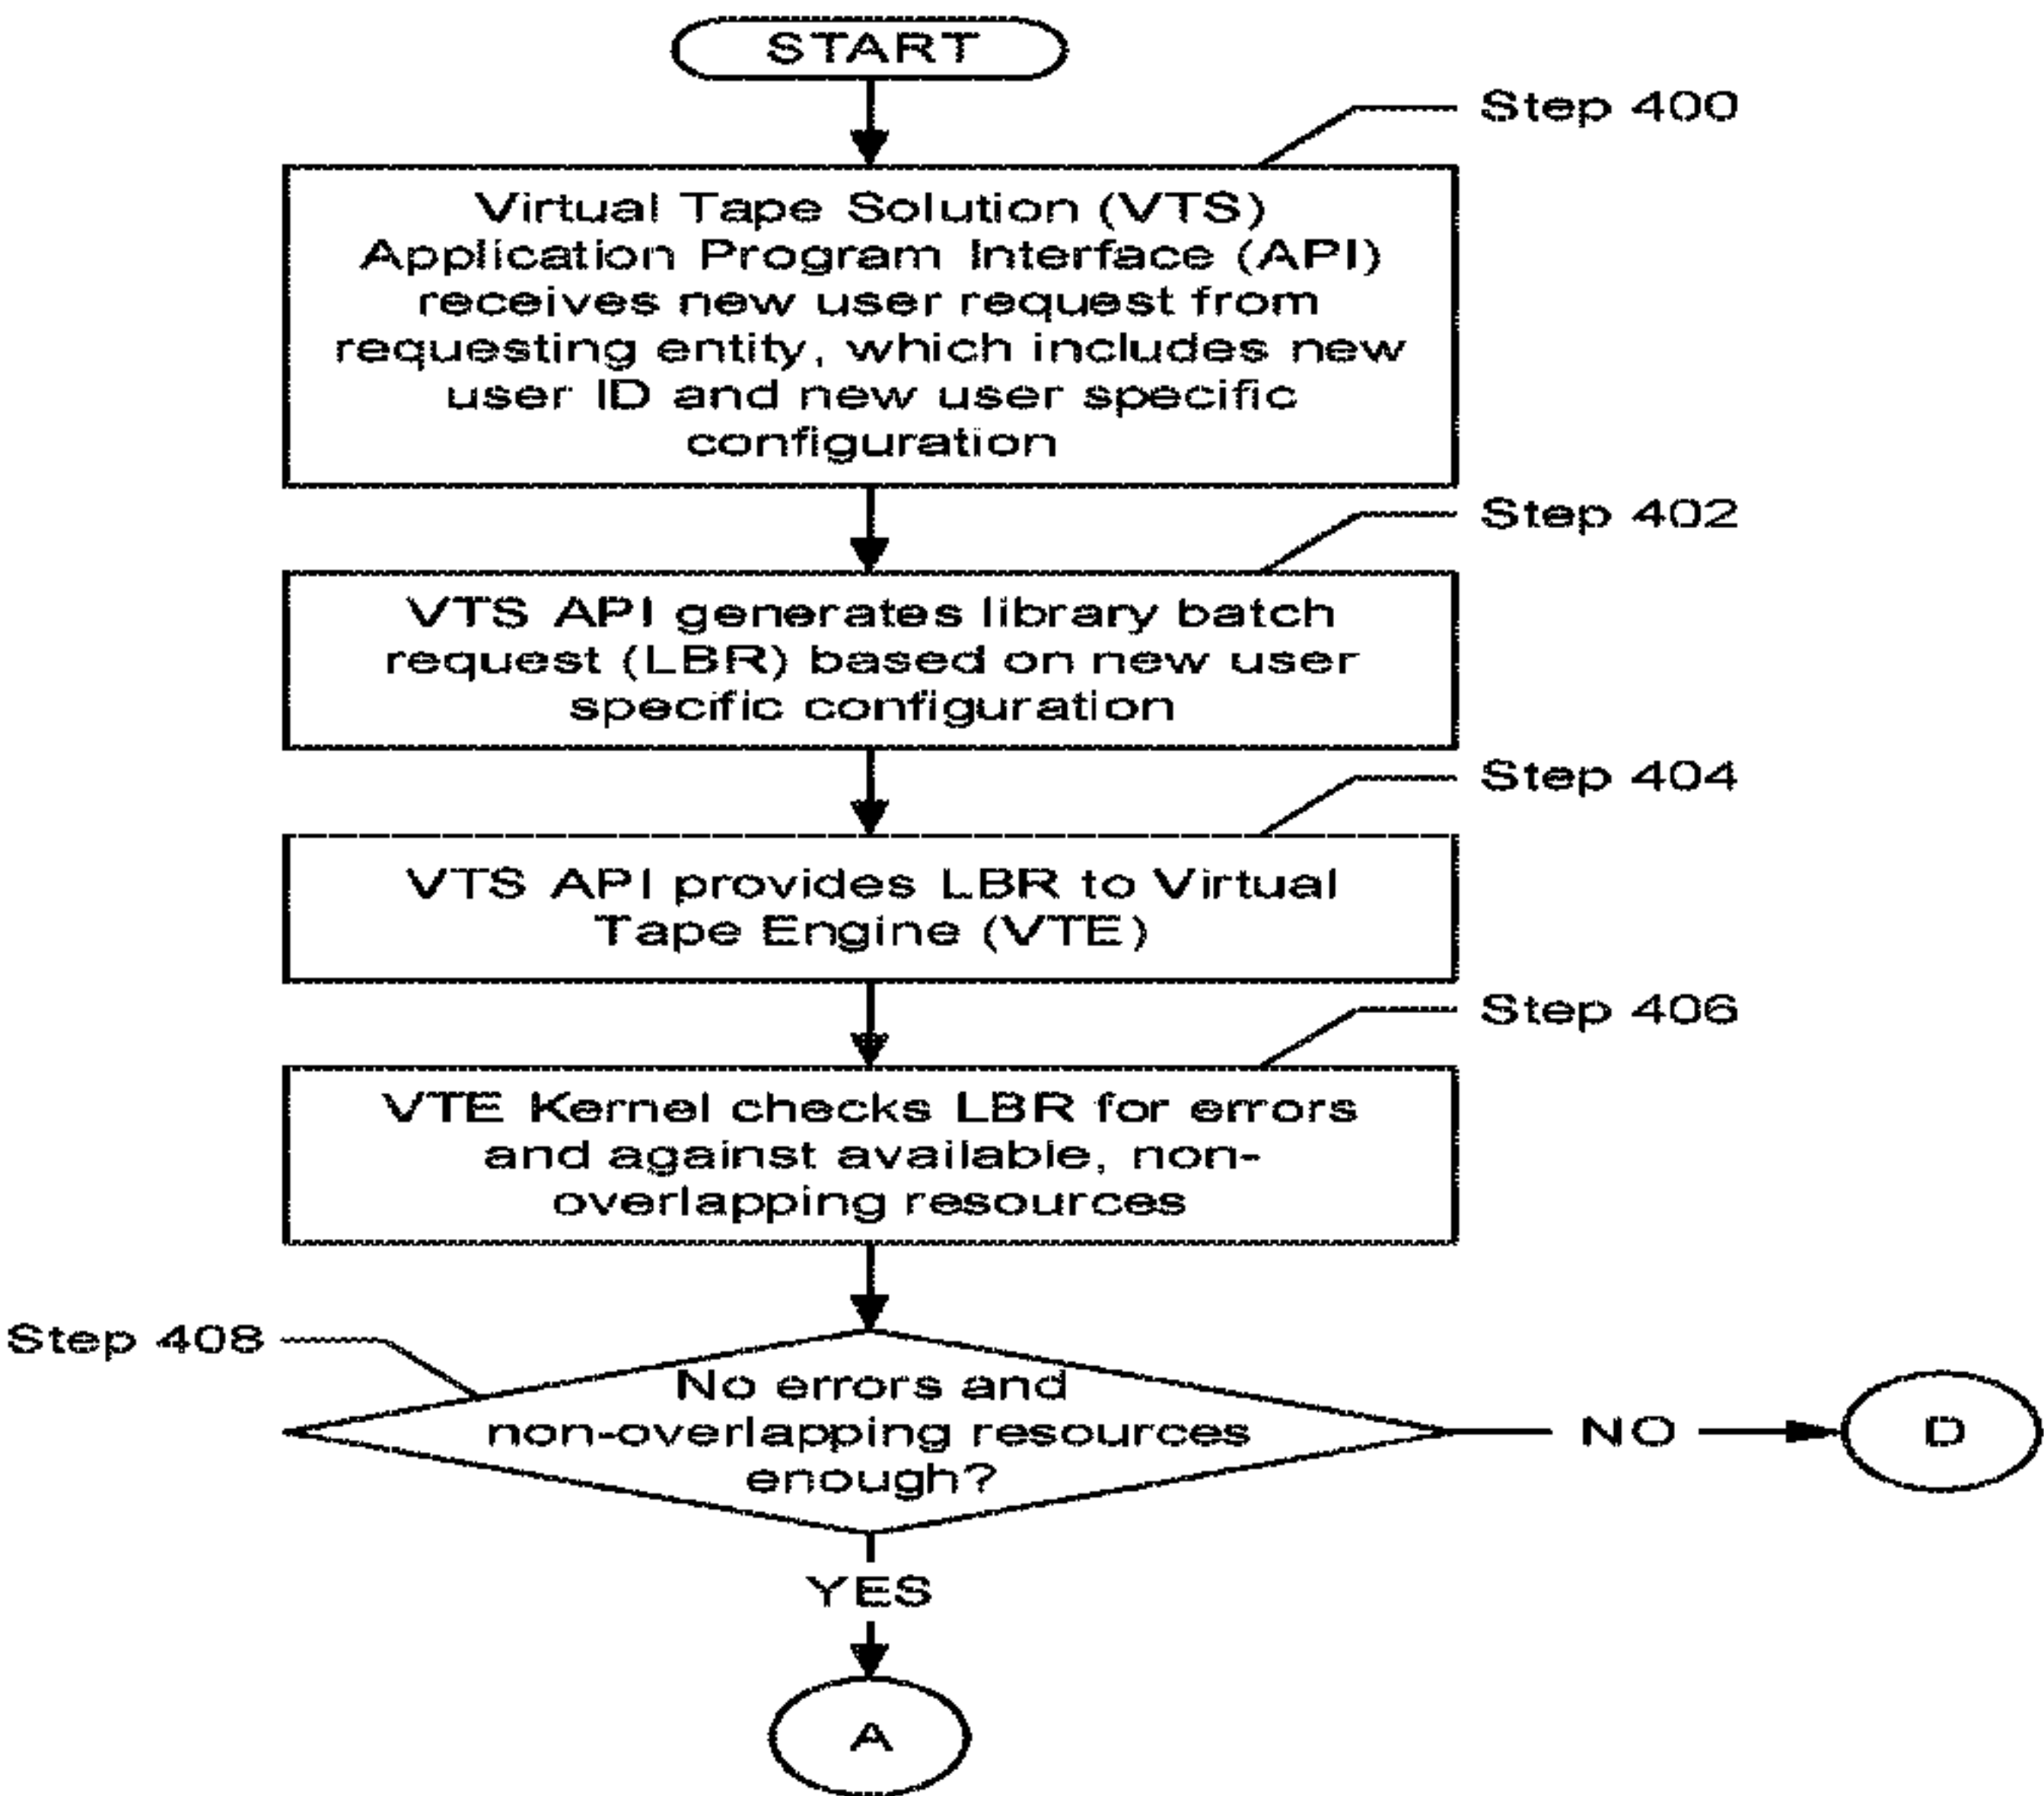 START
Step 400
Virtual Tape Solution (VTS)
Application Program Interface (API)
receives new user request from
requesting entity, which includes new
user ID and new user specific
configuration
Step 402
VTS API generates library batch
request (LBR) based on new user
specific configuration
Step 404
VTS API provides LBR to Virtual
Tape Engine (VTE)
Step 406
VTE Kernel checks LBR for errors
and against available, non-
overlapping resources
Step 408
No errors and
non-overlapping resources
enough?
NO
D
YES
A